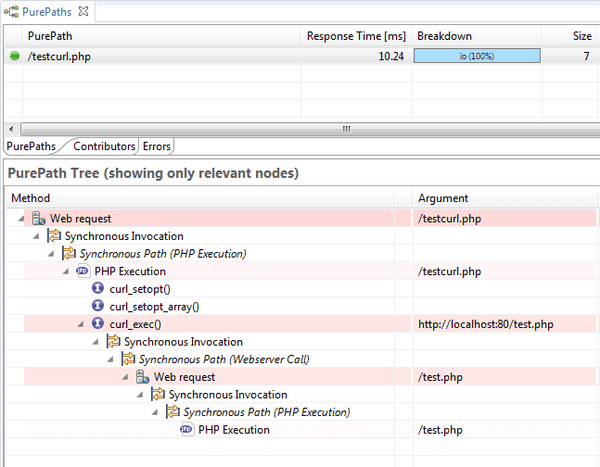 PurePaths
PurePath Response Time [ms] Breakdown Size
/testcurl.php 10.24 io (100%) 7
PurePaths Contributors Errors
PurePath Tree (showing only relevant nodes)
Method Argument
Web request /testcurl.php
Synchronous Invocation
Synchronous Path (PHP Execution)
php PHP Execution /testcurl.php
I curl_setopt()
I curl_setopt_array()
I curl_exec() http://localhost:80/test.php
Synchronous Invocation
Synchronous Path (Webserver Call)
Web request /test.php
Synchronous Invocation
Synchronous Path (PHP Execution)
php PHP Execution /test.php